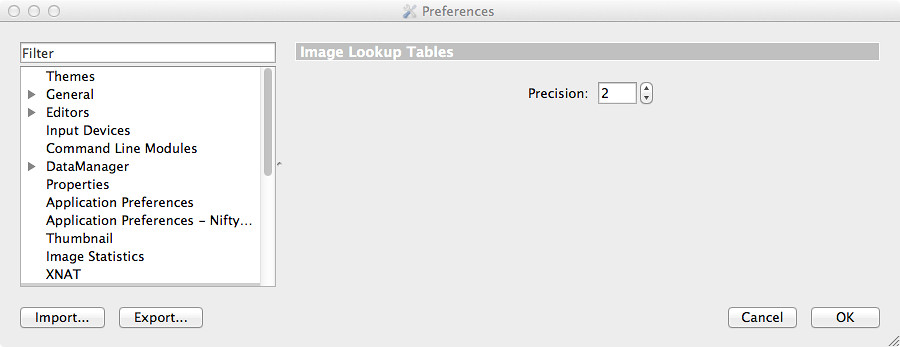 Preferences
Filter
Image Lookup Tables
Themes
General
Editors
Input Devices
Command Line Modules
DataManager
Properties
Application Preferences
Application Preferences – Nifty...
Thumbnail
Image Statistics
XNAT
Precision: 2
Import... Export... Cancel OK